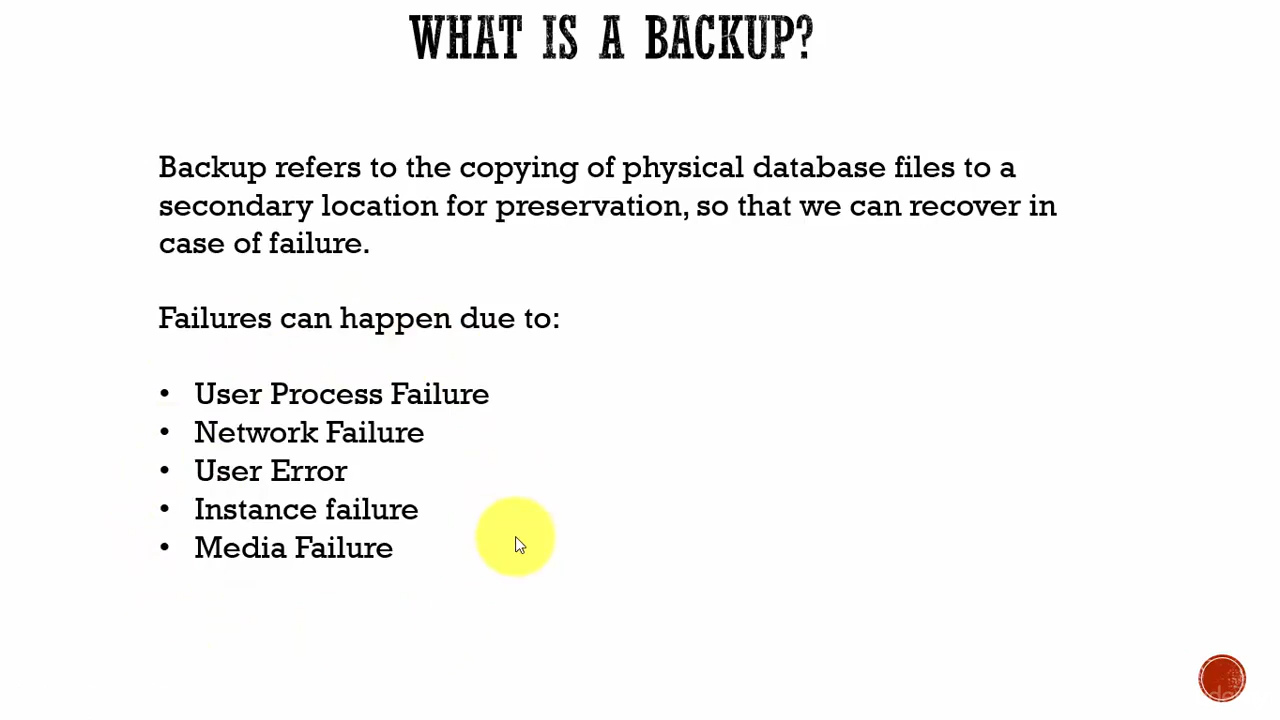 WHAT IS A BACKUP?
Backup refers to the copying of physical database files to a
secondary location for preservation, so that we can recover in
case of failure.
Failures can happen due to:
• User Process Failure
• Network Failure
• User Error
• Instance failure
• Media Failure